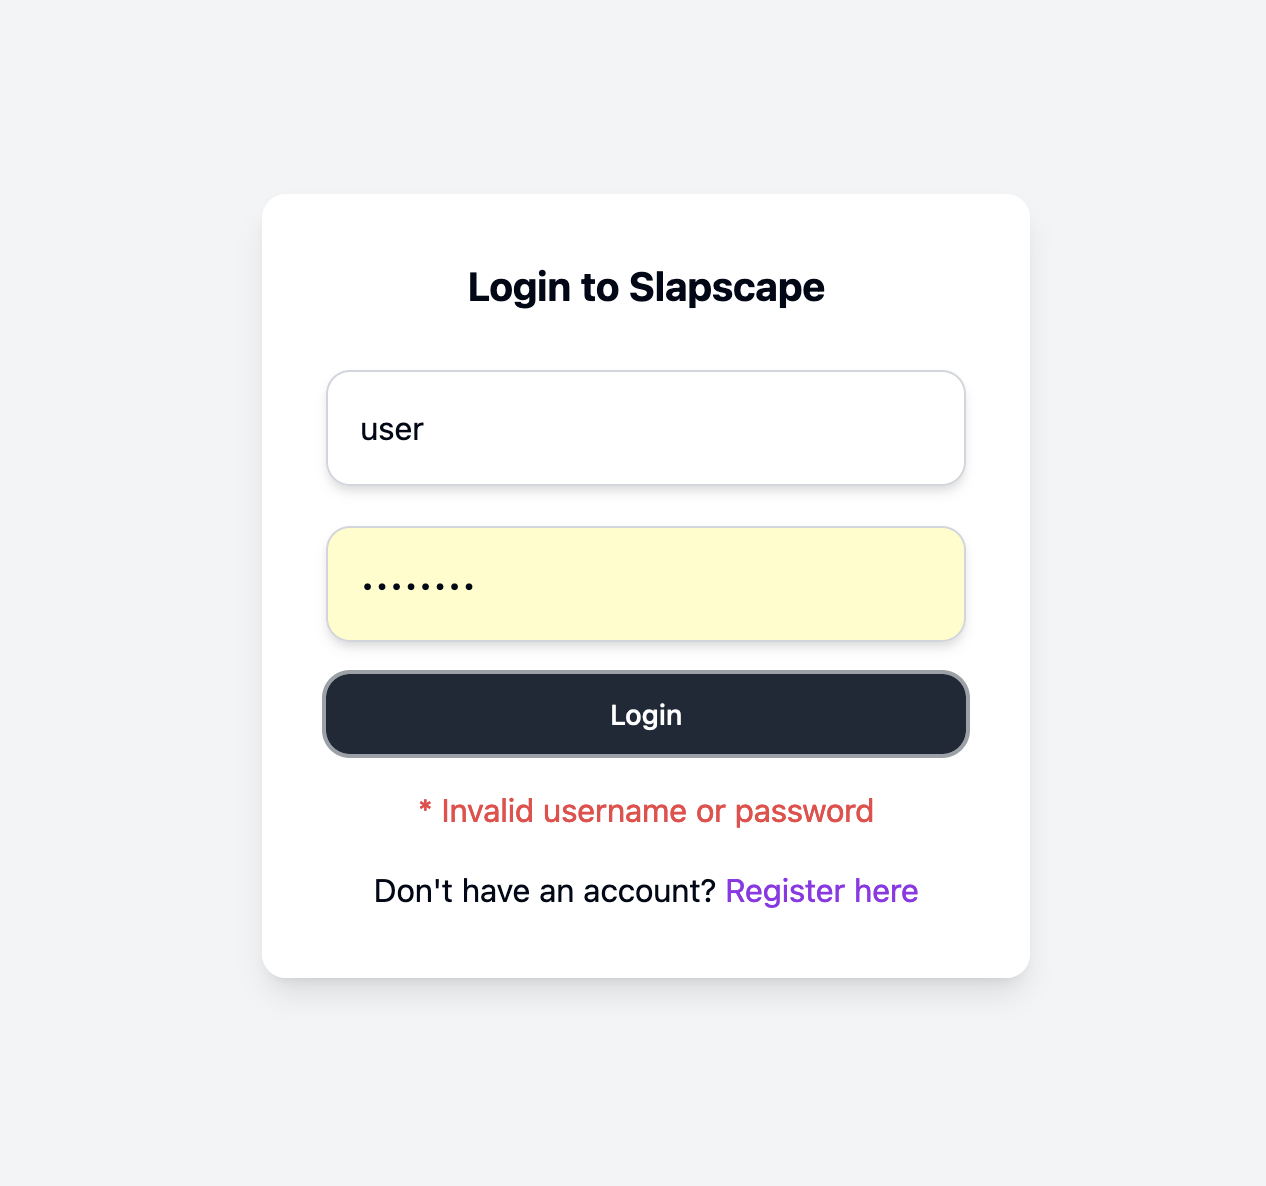 Login to Slapscape
user
••••••••
Login
* Invalid username or password
Don't have an account? Register here